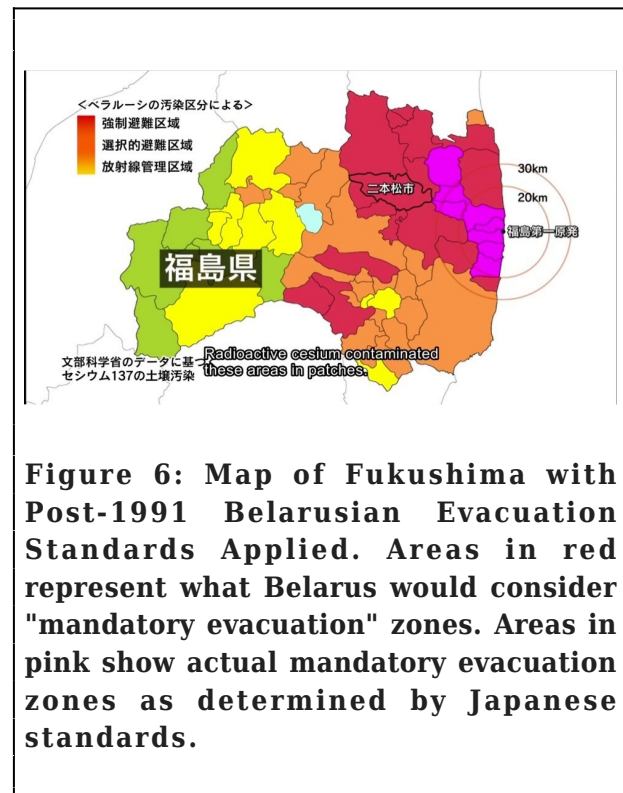 <ベラルーシの汚染区分による>
強制避難区域
選択的避難区域
放射線管理区域
30km
20km
二本松市
福島第一原発
福島県
文部科学省のデータに基づ
セシウム137の土壌汚染
Radioactive cesium contaminated
these areas in patches.
Figure 6: Map of Fukushima with
Post-1991 Belarusian Evacuation
Standards Applied. Areas in red
represent what Belarus would consider
"mandatory evacuation" zones. Areas in
pink show actual mandatory evacuation
zones as determined by Japanese
standards.